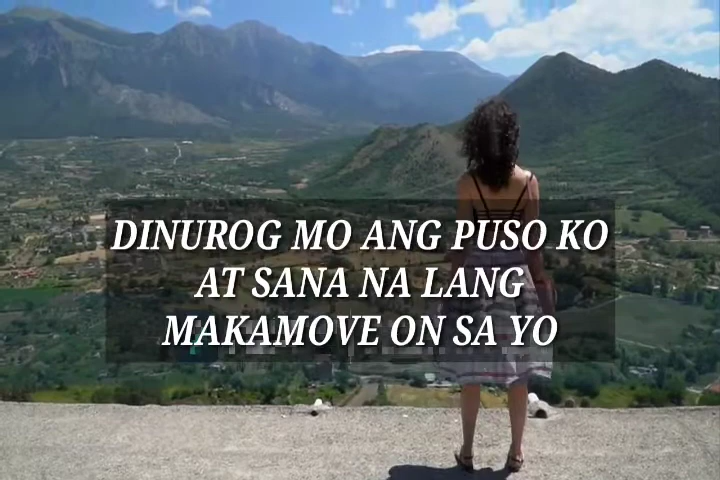 DINUROG MO ANG PUSO KO
AT SANA NA LANG
MAKAMOVE ON SA YO